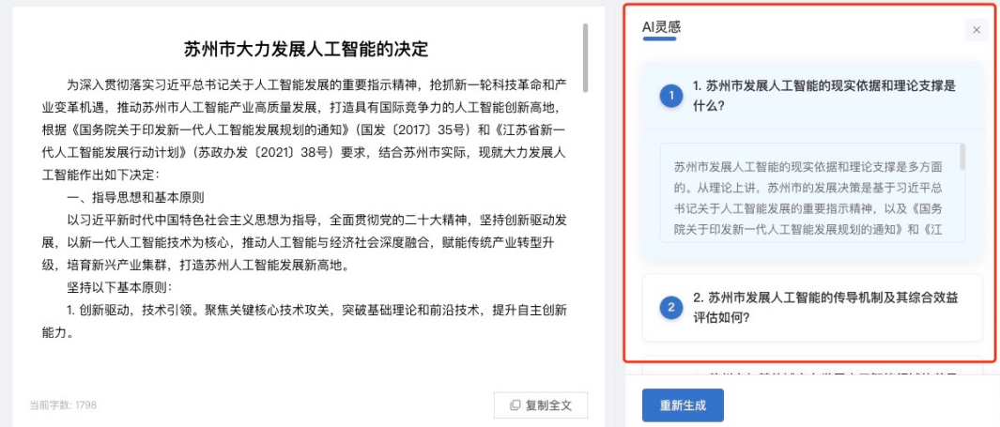 苏州市大力发展人工智能的决定
为深入贯彻落实习近平总书记关于人工智能发展的重要指示精神，抢抓新一轮科技革命和产
业变革机遇，推动苏州市人工智能产业高质量发展，打造具有国际竞争力的人工智能创新高地，
根据《国务院关于印发新一代人工智能发展规划的通知》（国发〔2017〕35号）和《江苏省新一
代人工智能发展行动计划》（苏政办发〔2021〕38号）要求，结合苏州市实际，现就大力发展人
工智能作出如下决定：
一、指导思想和基本原则
以习近平新时代中国特色社会主义思想为指导，全面贯彻党的二十大精神，坚持创新驱动发
展，以新一代人工智能技术为核心，推动人工智能与经济社会深度融合，赋能传统产业转型升
级，培育新兴产业集群，打造苏州人工智能发展新高地。
坚持以下基本原则：
1. 创新驱动，技术引领。聚焦关键核心技术攻关，突破基础理论和前沿技术，提升自主创新
能力。
当前字数: 1798
复制全文
AI灵感
1
1. 苏州市发展人工智能的现实依据和理论支撑是
什么?
苏州市发展人工智能的现实依据和理论支撑是多方面
的。从理论上讲，苏州市的发展决策是基于习近平总
书记关于人工智能发展的重要指示精神，以及《国务
院关于印发新一代人工智能发展规划的通知》和《江
2
2. 苏州市发展人工智能的传导机制及其综合效益
评估如何?
重新生成